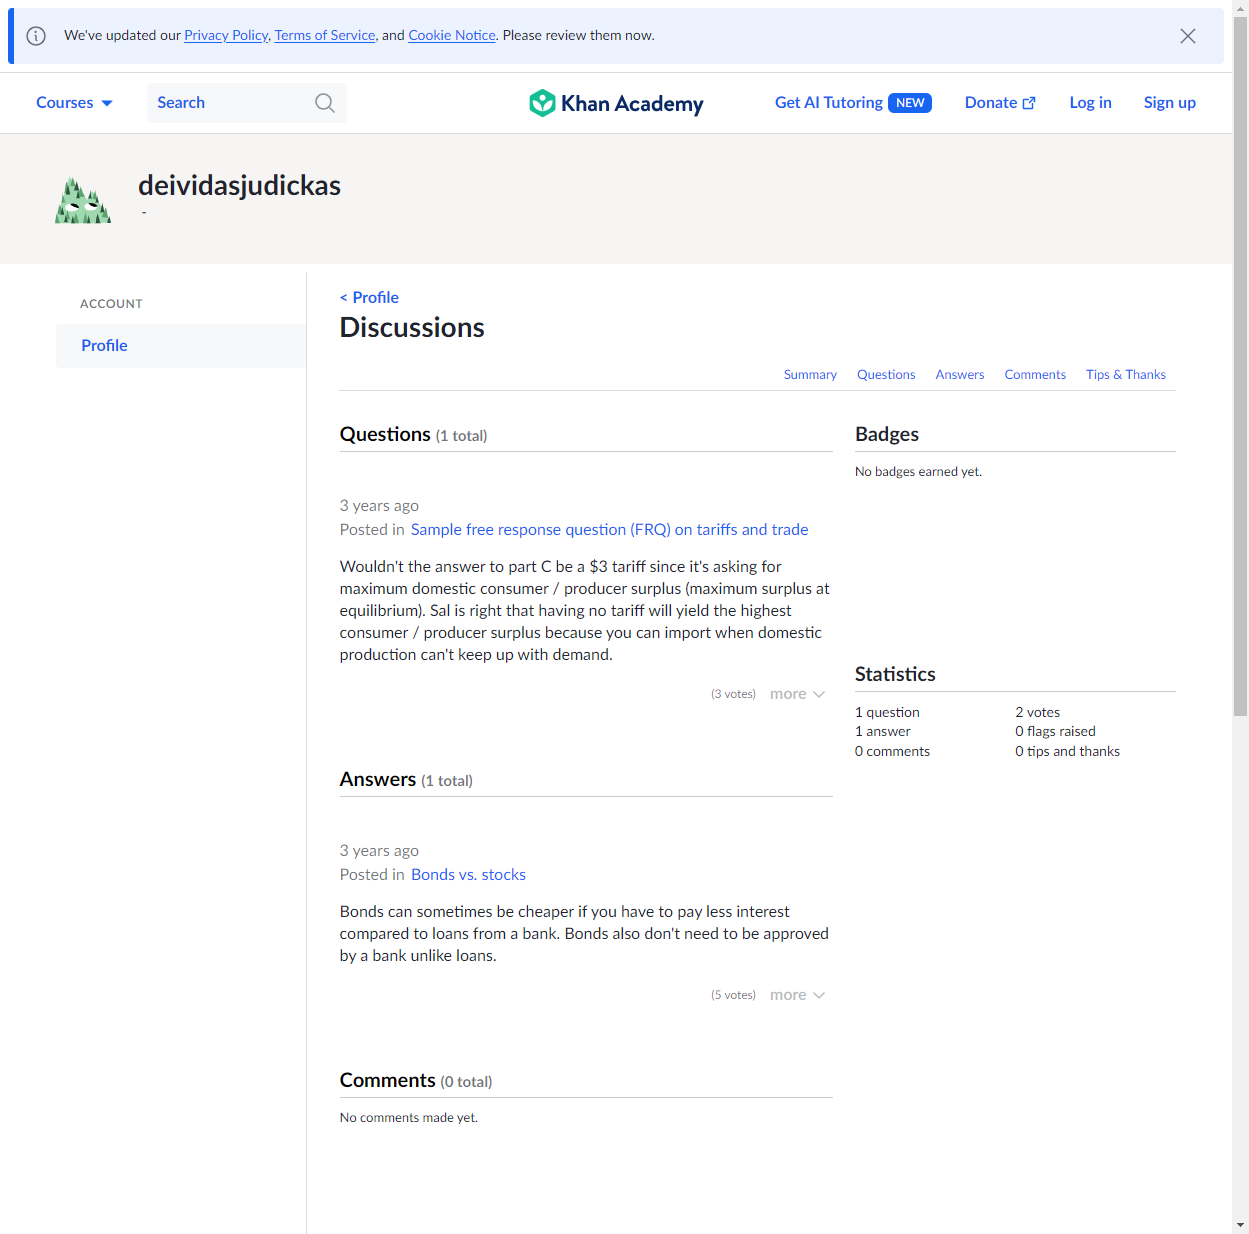 We've updated our Privacy Policy, Terms of Service, and Cookie Notice. Please review them now.
Courses
Search
Khan Academy
Get AI Tutoring NEW
Donate
Log in
Sign up
deividasjudickas
-
ACCOUNT
Profile
< Profile
Discussions
Summary
Questions
Answers
Comments
Tips & Thanks
Questions (1 total)
3 years ago
Posted in Sample free response question (FRQ) on tariffs and trade
Wouldn't the answer to part C be a $3 tariff since it's asking for
maximum domestic consumer / producer surplus (maximum surplus at
equilibrium). Sal is right that having no tariff will yield the highest
consumer / producer surplus because you can import when domestic
production can't keep up with demand.
(3 votes)
more
Answers (1 total)
3 years ago
Posted in Bonds vs. stocks
Bonds can sometimes be cheaper if you have to pay less interest
compared to loans from a bank. Bonds also don't need to be approved
by a bank unlike loans.
(5 votes)
more
Comments (0 total)
No comments made yet.
Badges
No badges earned yet.
Statistics
1 question
2 votes
1 answer
0 flags raised
0 comments
0 tips and thanks